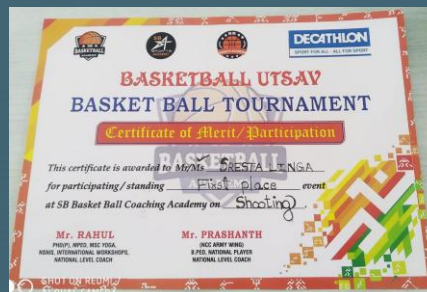 BASKETBALL
DECATHLON
SPORT FOR ALL · ALL FOR SPORT
BASKETBALL UTSAV
BASKET BALL TOURNAMENT
Certificate of Merit / Participation
This certificate is awarded to Mr/Ms SRESTA LINGA
BASKETBALL
for participating / standing First place event
at SB Basket Ball Coaching Academy on Shooting
Mr. RAHUL
PHD(P), MPED, MSC YOGA,
NSNIS, INTERNATIONAL WORKSHOPS,
NATIONAL LEVEL COACH
Mr. PRASHANTH
(NCC ARMY WING)
B.PED, NATIONAL PLAYER
NATIONAL LEVEL COACH
SHOT ON REDMI